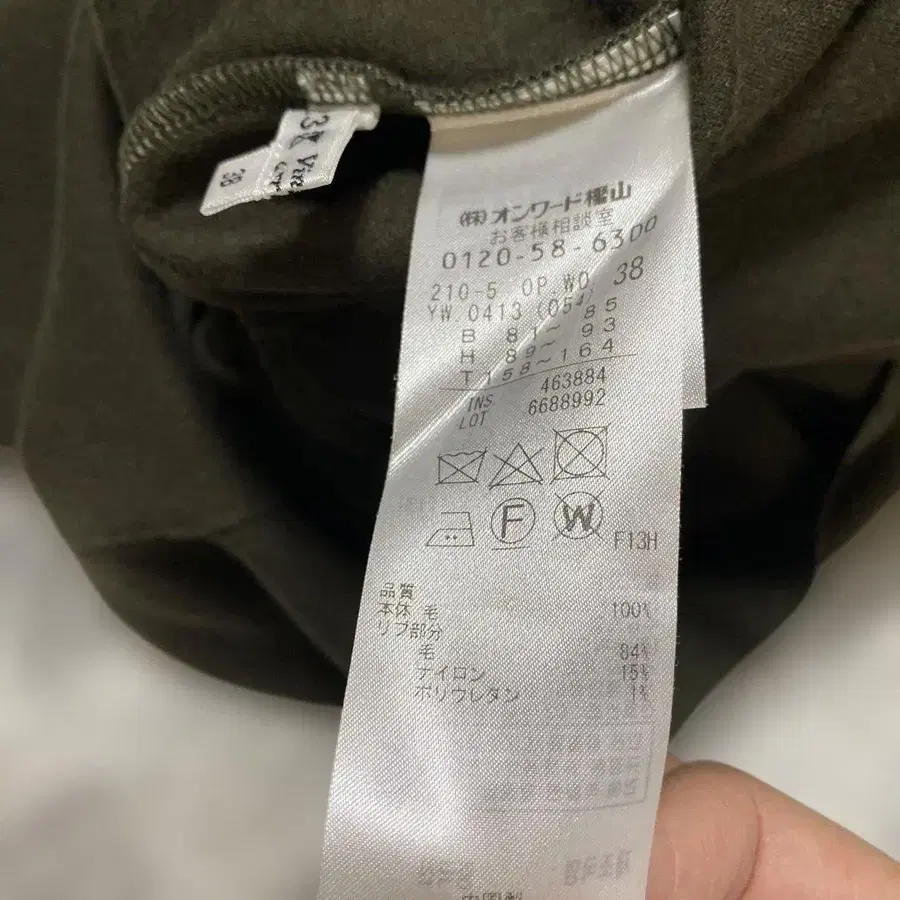 38
(株)オンワード樫山
お客様相談室
0120-58-6300
210-5 OP.WO 38
YW 0413 (054)
B 81～ 85
H 89～ 93
T 158～164
INS. 463884
LOT 6688992
F
W
F13H
品質
本体 毛 100%
リブ部分
毛 84%
ナイロン 15%
ポリウレタン 1%